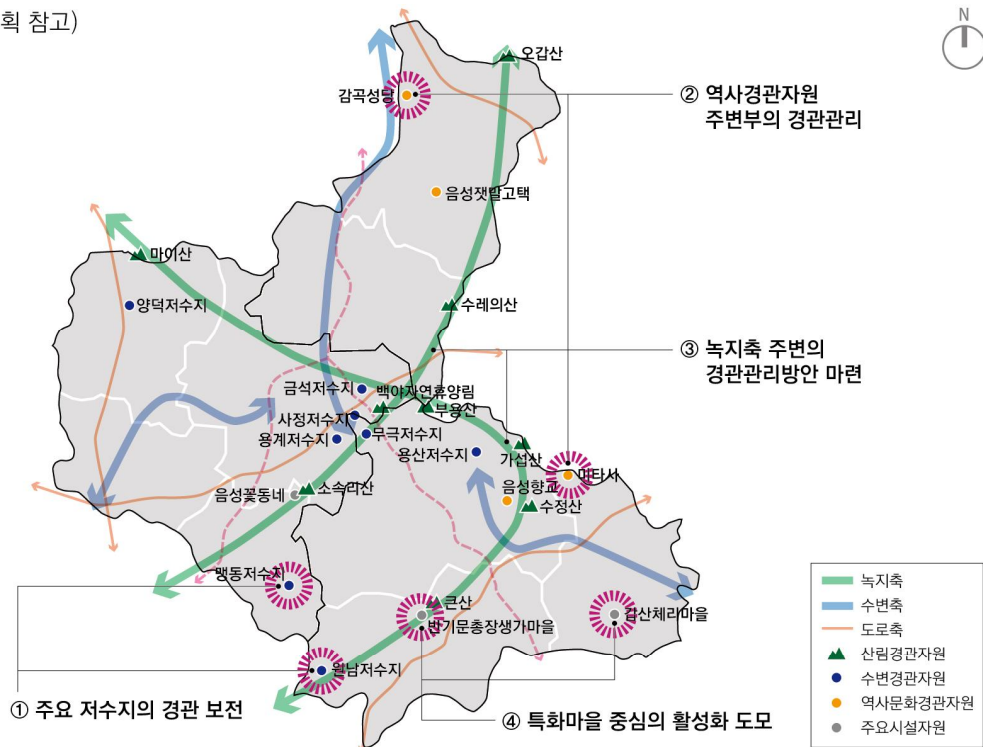 획 참고)
N
오갑산
감곡성당
② 역사경관자원
주변부의 경관관리
음성잿말고택
마이산
양덕저수지
수레의산
③ 녹지축 주변의
경관관리방안 마련
금석저수지
백야자연휴양림
부용산
사정저수지
무극저수지
용계저수지
용산저수지
가섭산
미타사
음성꽃동네
소속리산
음성향교
수정산
맹동저수지
큰산
반기문총장생가마을
원남저수지
① 주요 저수지의 경관 보전
④ 특화마을 중심의 활성화 도모
녹지축
수변축
도로축
산림경관자원
수변경관자원
역사문화경관자원
주요시설자원